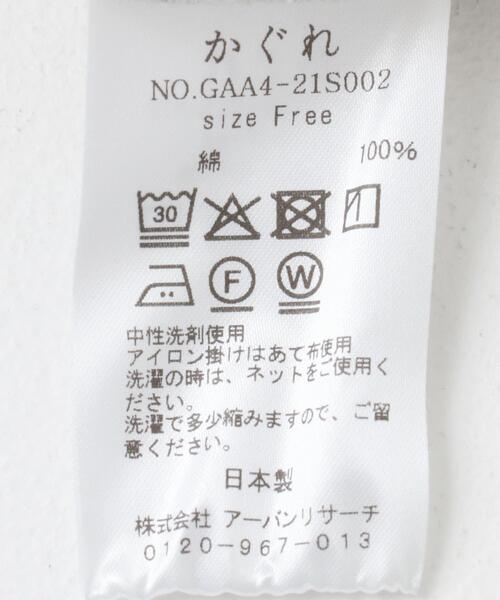 かぐれ
NO.GAA4-21S002
size Free
綿 100%
30
F W
中性洗剤使用
アイロン掛けはあて布使用
洗濯の時は、ネットをご使用く
ださい。
洗濯で多少縮みますので、ご留
意ください。
日本製
株式会社 アーバンリサーチ
0120-967-013